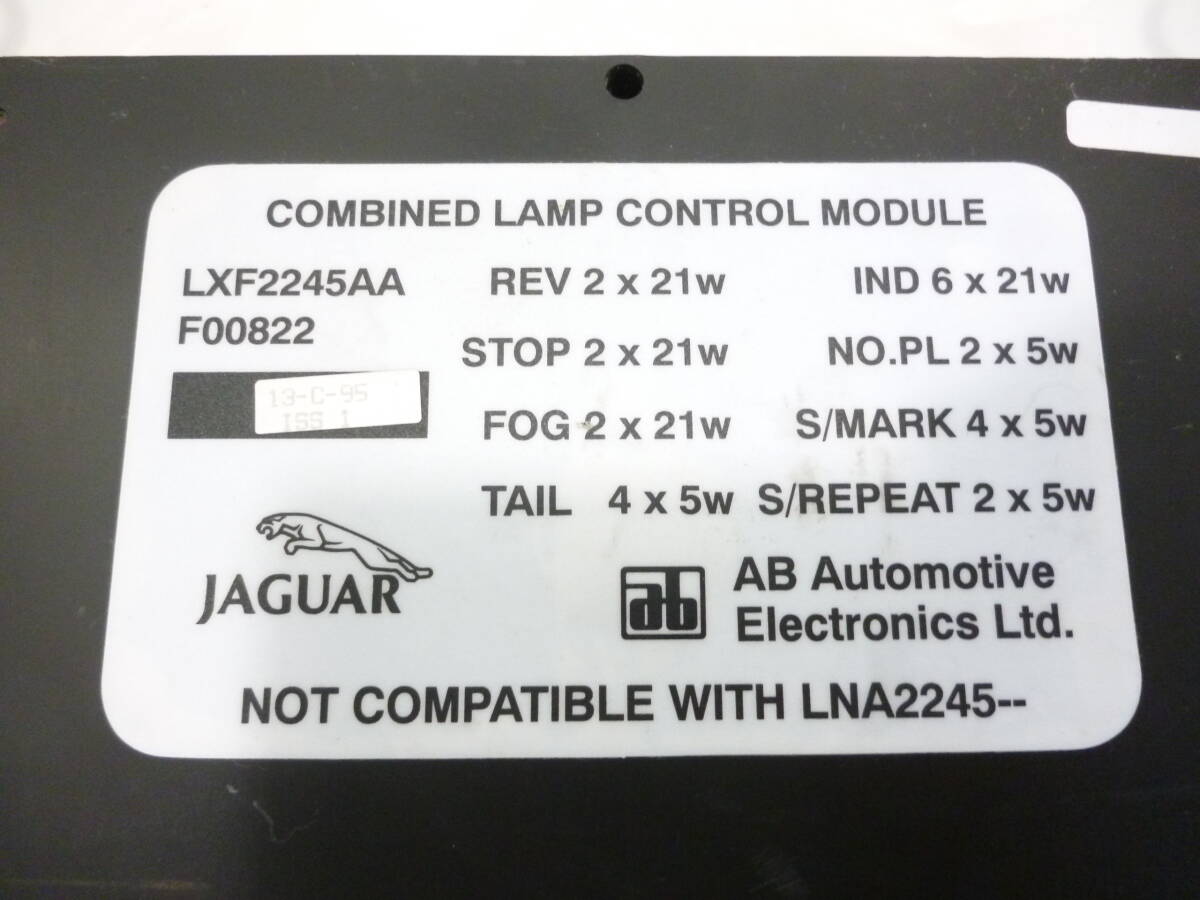 COMBINED LAMP CONTROL MODULE
LXF2245AA REV 2 x 21w IND 6 x 21w
F00822
STOP 2 x 21w NO.PL 2 x 5w
13-C-95
ISS 1
FOG 2 x 21w S/MARK 4 x 5w
TAIL 4 x 5w S/REPEAT 2 x 5w
JAGUAR
ab
AB Automotive
Electronics Ltd.
NOT COMPATIBLE WITH LNA2245--